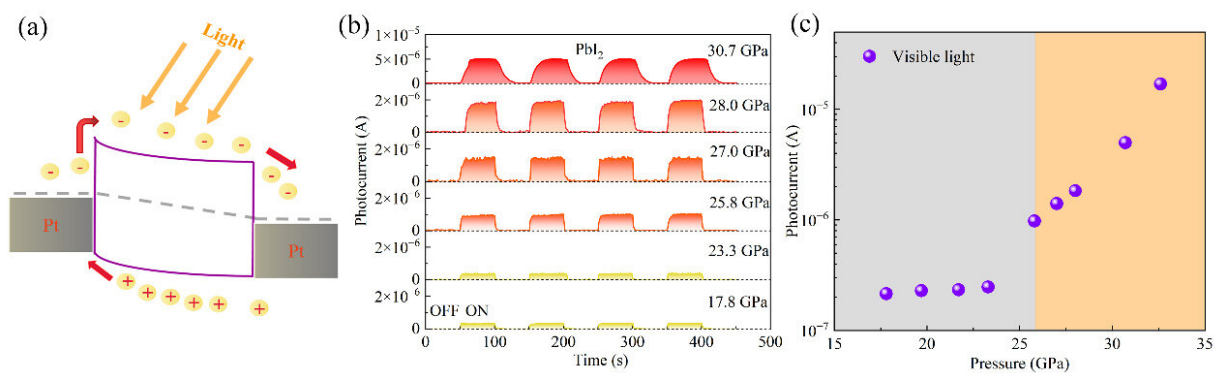 (a)
Light
Pt
Pt
(b)
Photocurrent (A)
1×10⁻⁵
5×10⁻⁶
0
2×10⁻⁶
0
2×10⁻⁶
0
2×10⁻⁶
0
2×10⁻⁶
0
2×10⁻⁶
0
PbI₂
30.7 GPa
28.0 GPa
27.0 GPa
25.8 GPa
23.3 GPa
17.8 GPa
OFF ON
0 100 200 300 400 500
Time (s)
(c)
Photocurrent (A)
10⁻⁵
10⁻⁶
10⁻⁷
Visible light
15 20 25 30 35
Pressure (GPa)